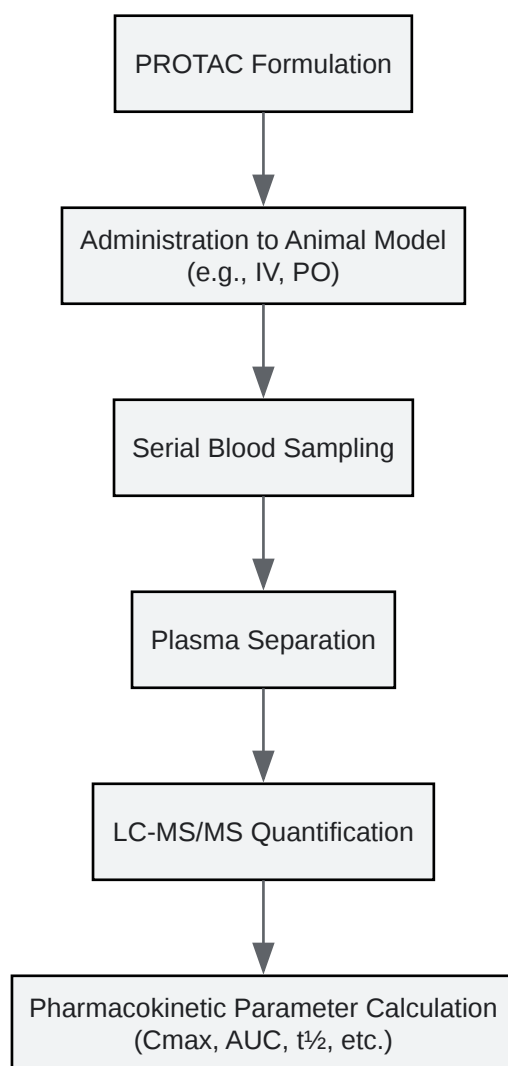 PROTAC Formulation
Administration to Animal Model
(e.g., IV, PO)
Serial Blood Sampling
Plasma Separation
LC-MS/MS Quantification
Pharmacokinetic Parameter Calculation
(Cmax, AUC, t½, etc.)